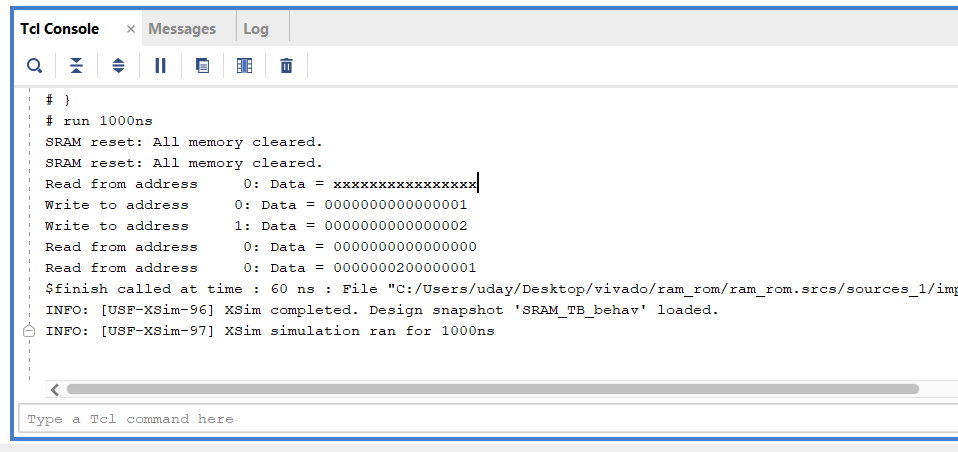 Tcl Console × Messages Log
# }
# run 1000ns
SRAM reset: All memory cleared.
SRAM reset: All memory cleared.
Read from address     0: Data = xxxxxxxxxxxxxxxx
Write to address     0: Data = 0000000000000001
Write to address     1: Data = 0000000000000002
Read from address     0: Data = 0000000000000000
Read from address     0: Data = 0000000200000001
$finish called at time : 60 ns : File "C:/Users/uday/Desktop/vivado/ram_rom/ram_rom.srcs/sources_1/imp
INFO: [USF-XSim-96] XSim completed. Design snapshot 'SRAM_TB_behav' loaded.
INFO: [USF-XSim-97] XSim simulation ran for 1000ns
Type a Tcl command here